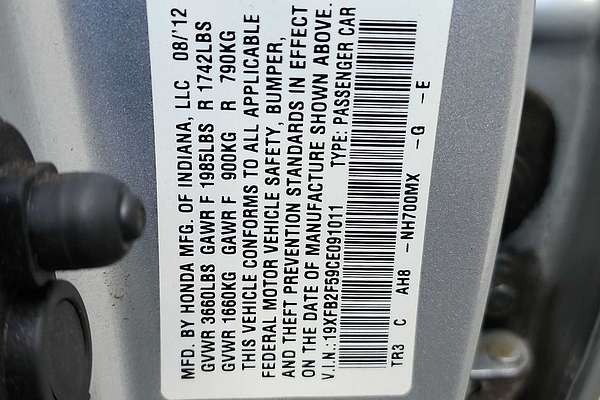 MFD. BY HONDA MFG. OF INDIANA, LLC 08/'12
GVWR 3660LBS GAWR F 1985LBS R 1742LBS
GVWR 1660KG GAWR F 900KG R 790KG
THIS VEHICLE CONFORMS TO ALL APPLICABLE
FEDERAL MOTOR VEHICLE SAFETY, BUMPER,
AND THEFT PREVENTION STANDARDS IN EFFECT
ON THE DATE OF MANUFACTURE SHOWN ABOVE.
V.I.N.:19XFB2F59CE091011 TYPE: PASSENGER CAR
TR3 C AH8 -NH700MX -G -E